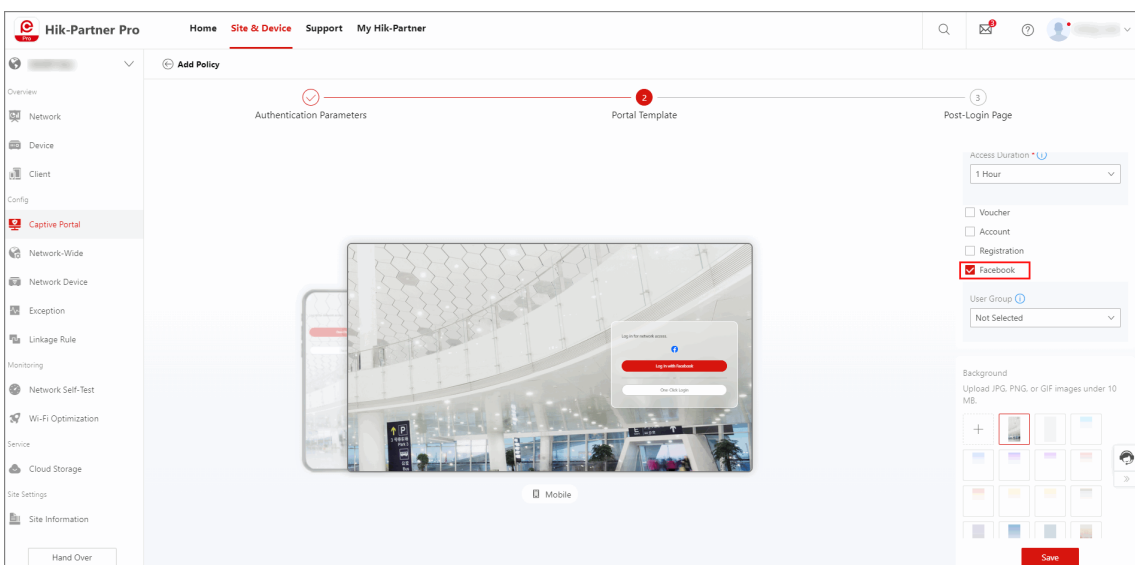 Hik-Partner Pro
Home Site & Device Support My Hik-Partner
3
Add Policy
Authentication Parameters
2
Portal Template
3
Post-Login Page
Overview
Network
Device
Client
Config
Captive Portal
Network-Wide
Network Device
Exception
Linkage Rule
Monitoring
Network Self-Test
Wi-Fi Optimization
Service
Cloud Storage
Site Settings
Site Information
Hand Over
Log in for network access
Log in with Facebook
One-Click Login
Mobile
Access Duration *
1 Hour
Voucher
Account
Registration
Facebook
User Group
Not Selected
Background
Upload JPG, PNG, or GIF images under 10
MB.
Save